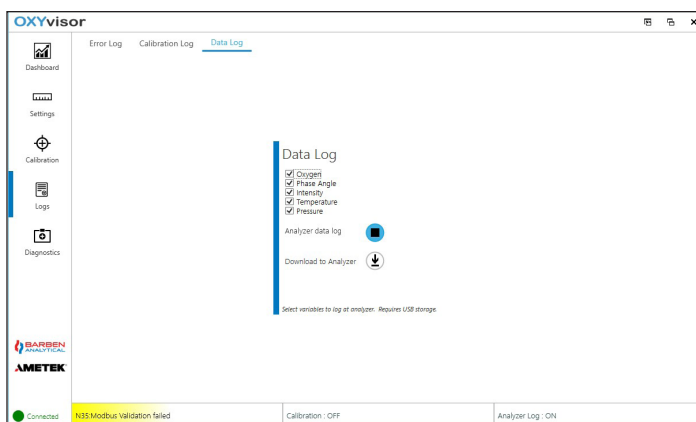 OXYvisor
Error Log Calibration Log Data Log
Dashboard
Settings
Calibration
Logs
Diagnostics
Data Log
Oxygen
Phase Angle
Intensity
Temperature
Pressure
Analyzer data log
Download to Analyzer
Select variables to log at analyzer. Requires USB storage.
BARBEN
ANALYTICAL
AMETEK
Connected N35:Modbus Validation failed Calibration : OFF Analyzer Log : ON